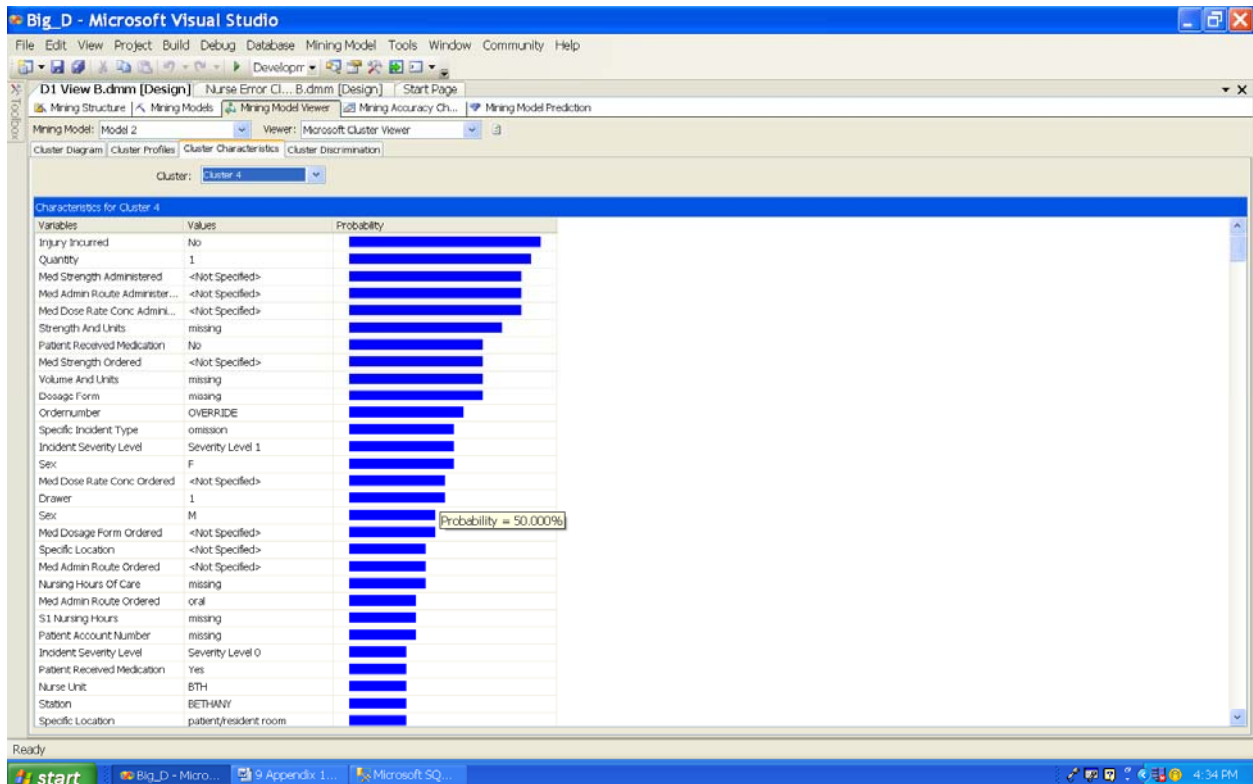 Big_D - Microsoft Visual Studio
File Edit View Project Build Debug Database Mining Model Tools Window Community Help
Developm
D1 View B.dmm [Design] Nurse Error Cl... B.dmm [Design] Start Page
Toolbox
Mining Structure Mining Models Mining Model Viewer Mining Accuracy Ch... Mining Model Prediction
Mining Model: Model 2 Viewer: Microsoft Cluster Viewer
Cluster Diagram Cluster Profiles Cluster Characteristics Cluster Discrimination
Cluster: Cluster 4
Characteristics for Cluster 4
Variables Values Probability
Injury Incurred No
Quantity 1
Med Strength Administered <Not Specified>
Med Admin Route Administer... <Not Specified>
Med Dose Rate Conc Admini... <Not Specified>
Strength And Units missing
Patient Received Medication No
Med Strength Ordered <Not Specified>
Volume And Units missing
Dosage Form missing
Ordernumber OVERRIDE
Specific Incident Type omission
Incident Severity Level Severity Level 1
Sex F
Med Dose Rate Conc Ordered <Not Specified>
Drawer 1
Sex M
Probability = 50.000%
Med Dosage Form Ordered <Not Specified>
Specific Location <Not Specified>
Med Admin Route Ordered <Not Specified>
Nursing Hours Of Care missing
Med Admin Route Ordered oral
S1 Nursing Hours missing
Patient Account Number missing
Incident Severity Level Severity Level 0
Patient Received Medication Yes
Nurse Unit BTH
Station BETHANY
Specific Location patient/resident room
Ready
start Big_D - Micro... 9 Appendix 1... Microsoft SQ... 4:34 PM